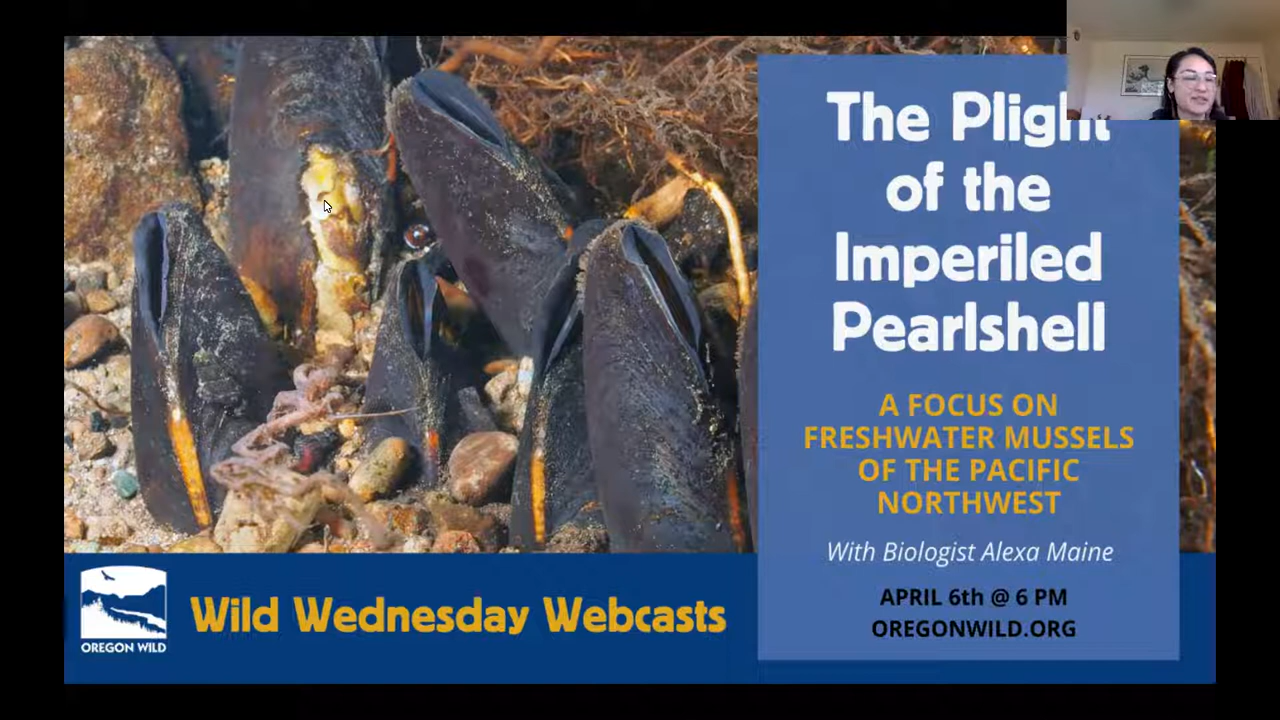 The Plight
of the
Imperiled
Pearlshell
A FOCUS ON
FRESHWATER MUSSELS
OF THE PACIFIC
NORTHWEST
With Biologist Alexa Maine
APRIL 6th @ 6 PM
OREGONWILD.ORG
Wild Wednesday Webcasts
OREGON WILD